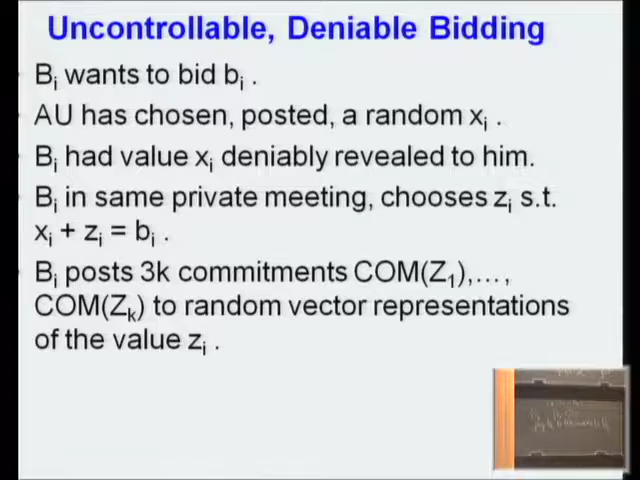 Uncontrollable, Deniable Bidding
Bi wants to bid bi .
AU has chosen, posted, a random xi .
Bi had value xi deniably revealed to him.
Bi in same private meeting, chooses zi s.t.
xi + zi = bi .
Bi posts 3k commitments COM(Z1),…,
COM(Zk) to random vector representations
of the value zi .